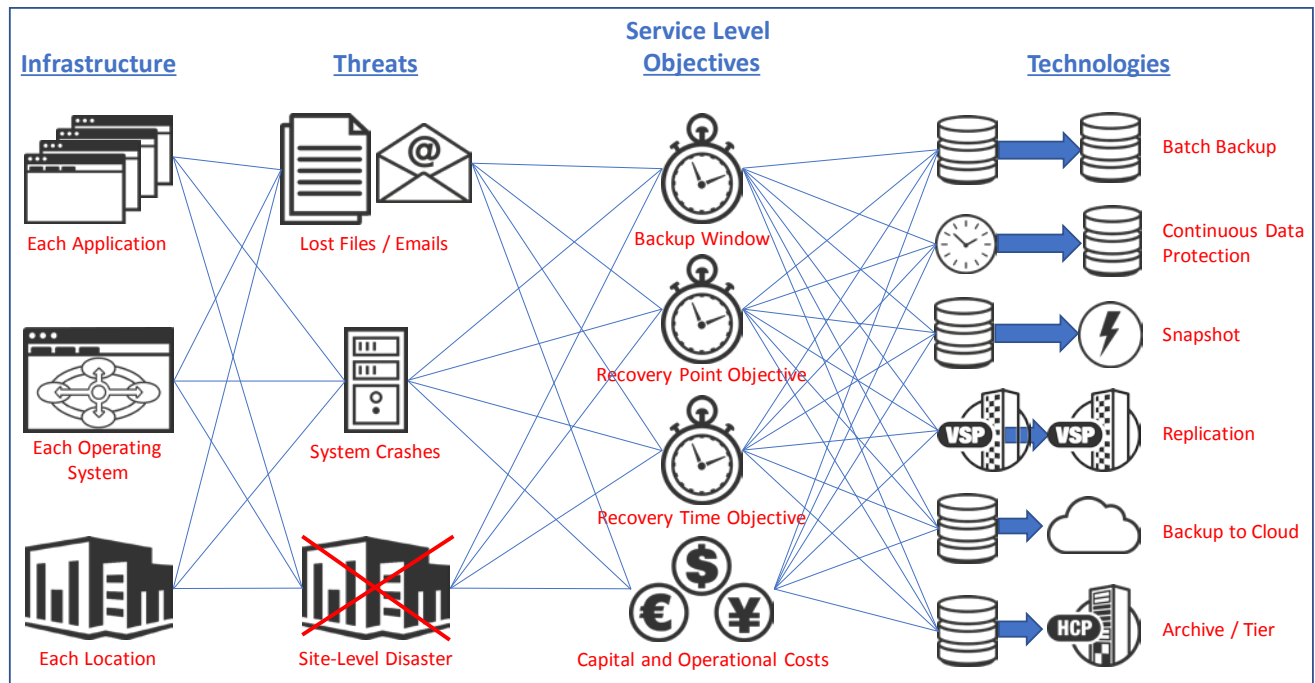 Infrastructure
Threats
Service Level
Objectives
Technologies
Each Application
Each Operating
System
Each Location
@
Lost Files / Emails
System Crashes
Site-Level Disaster
Backup Window
Recovery Point Objective
Recovery Time Objective
$
€ ¥
Capital and Operational Costs
Batch Backup
Continuous Data
Protection
Snapshot
VSP VSP
Replication
Backup to Cloud
HCP
Archive / Tier